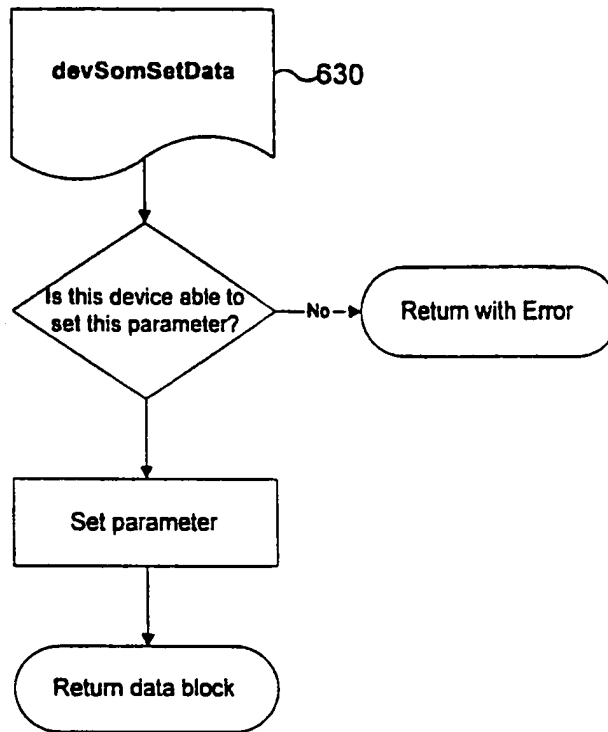 devSomSetData
630
Is this device able to
set this parameter?
No
Return with Error
Set parameter
Return data block